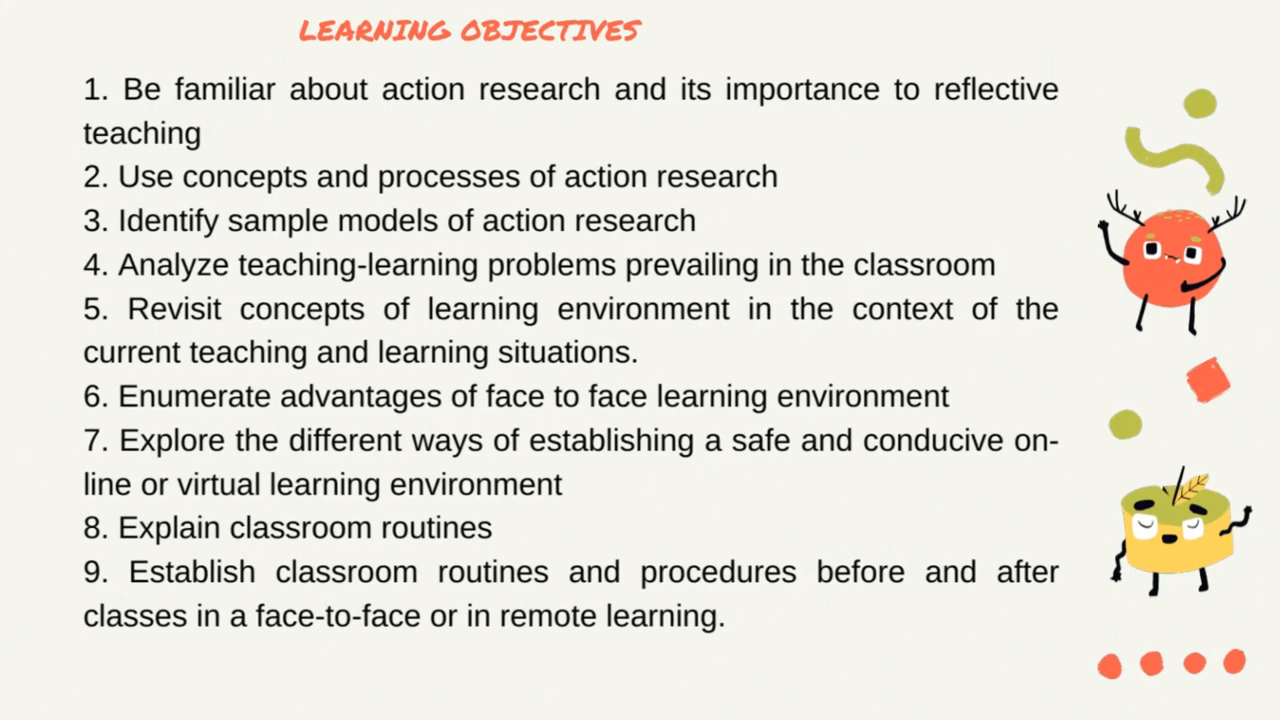 LEARNING OBJECTIVES
1. Be familiar about action research and its importance to reflective
teaching
2. Use concepts and processes of action research
3. Identify sample models of action research
4. Analyze teaching-learning problems prevailing in the classroom
5. Revisit concepts of learning environment in the context of the
current teaching and learning situations.
6. Enumerate advantages of face to face learning environment
7. Explore the different ways of establishing a safe and conducive on-
line or virtual learning environment
8. Explain classroom routines
9. Establish classroom routines and procedures before and after
classes in a face-to-face or in remote learning.